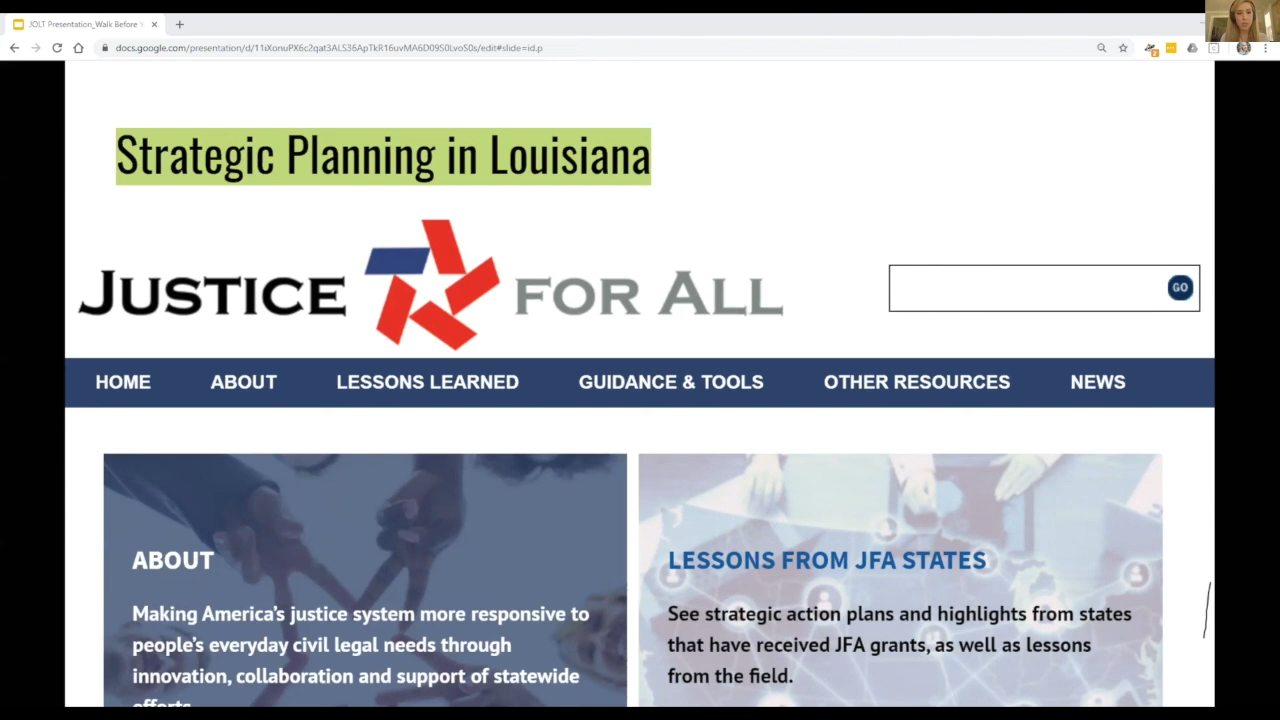 JOLT Presentation_Walk Before
docs.google.com/presentation/d/11iXonuPX6c2qat3ALS36ApTkR16uvMA6D09S0LvoS0s/edit#slide=id.p
Strategic Planning in Louisiana
JUSTICE FOR ALL
GO
HOME ABOUT LESSONS LEARNED GUIDANCE & TOOLS OTHER RESOURCES NEWS
ABOUT
Making America's justice system more responsive to
people's everyday civil legal needs through
innovation, collaboration and support of statewide
efforts
LESSONS FROM JFA STATES
See strategic action plans and highlights from states
that have received JFA grants, as well as lessons
from the field.